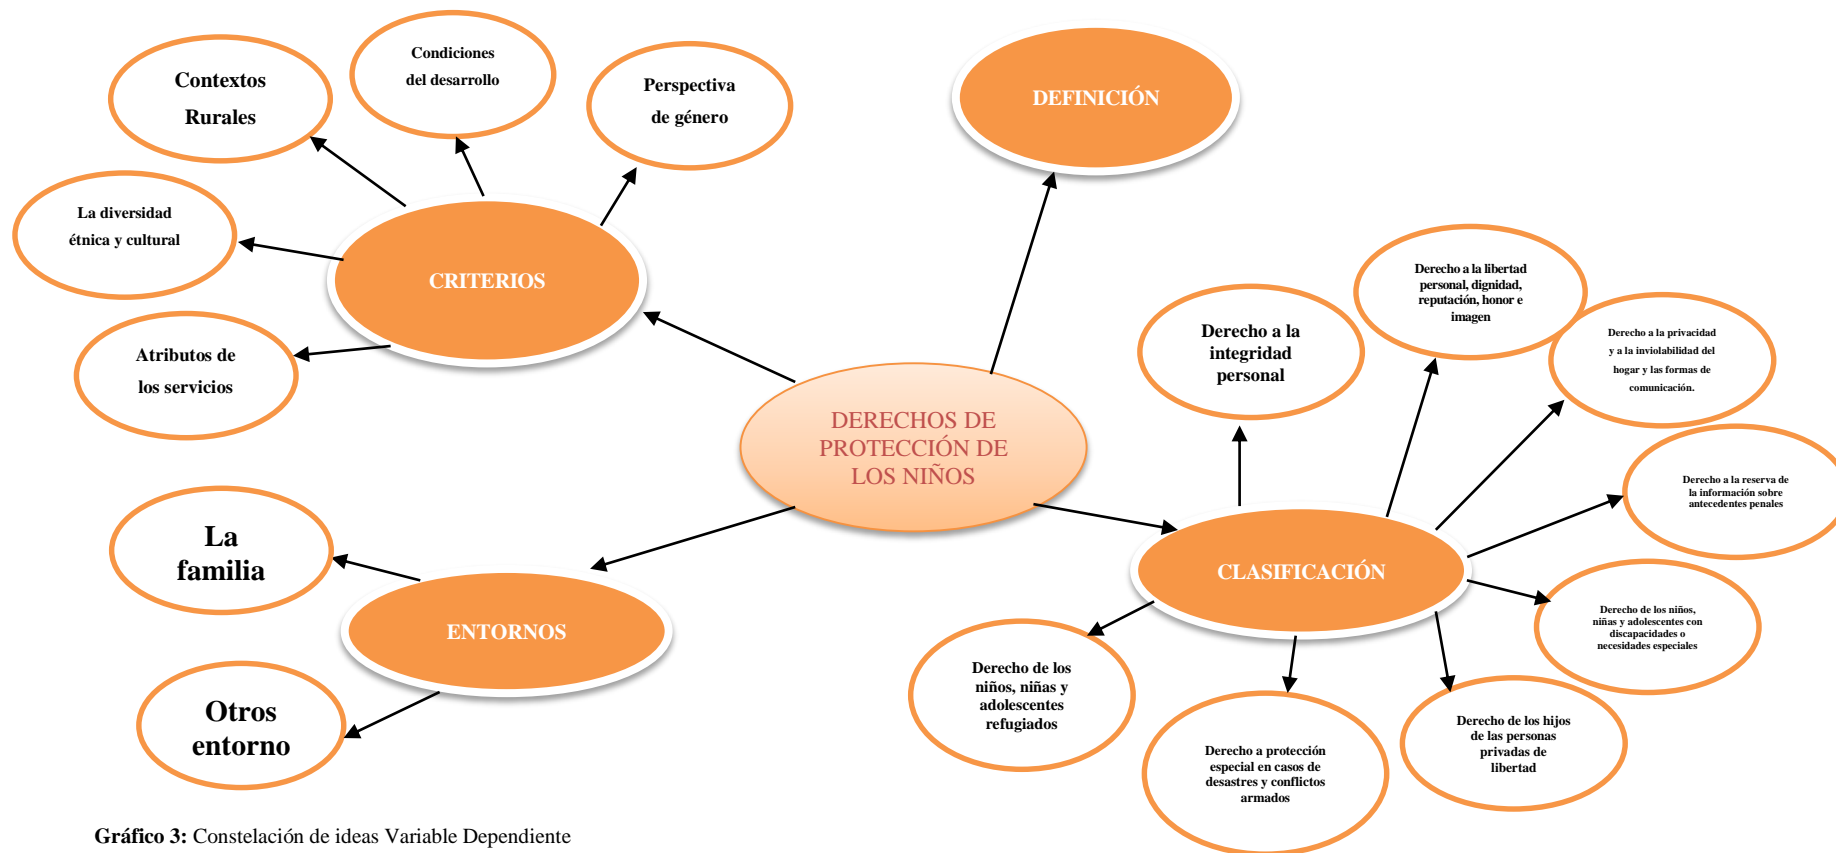 Contextos
Rurales
Condiciones
del desarrollo
Perspectiva
de género
DEFINICIÓN
La diversidad
étnica y cultural
CRITERIOS
Atributos de
los servicios
Derecho a la
integridad
personal
Derecho a la libertad
personal, dignidad,
reputación, honor e
imagen
Derecho a la privacidad
y a la inviolabilidad del
hogar y las formas de
comunicación.
DERECHOS DE
PROTECCIÓN DE
LOS NIÑOS
Derecho a la reserva de
la información sobre
antecedentes penales
La
familia
ENTORNOS
Otros
entorno
CLASIFICACIÓN
Derecho de los niños,
niñas y adolescentes con
discapacidades o
necesidades especiales
Derecho de los
niños, niñas y
adolescentes
refugiados
Derecho a protección
especial en casos de
desastres y conflictos
armados
Derecho de los hijos
de las personas
privadas de
libertad
Gráfico 3: Constelación de ideas Variable Dependiente